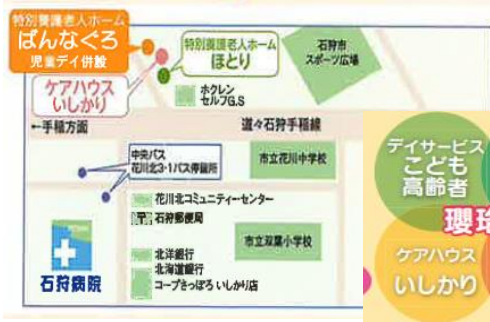 特別養護老人ホーム
ばんなぐろ
児童デイ併設
特別養護老人ホーム
ほとり
石狩市
スポーツ広場
ケアハウス
いしかり
ホクレン
セルフG.S
←手稲方面
道々石狩手稲線
中央バス
花川北3・1バス停留所
市立花川中学校
花川北コミュニティーセンター
石狩郵便局
市立双葉小学校
北洋銀行
北海道銀行
コープさっぽろ いしかり店
石狩病院
デイサービス
こども
高齢者
瓔珞
ケアハウス
いしかり